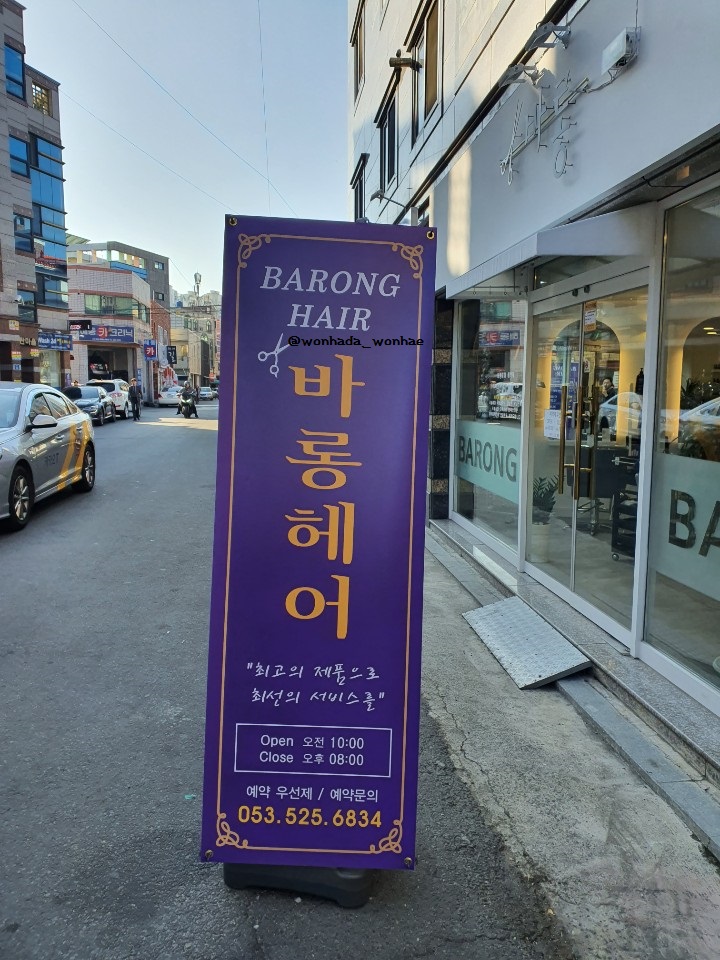 BARONG
HAIR
@wonhada_wonhae
바롱헤어
"최고의 제품으로
최선의 서비스를"
Open 오전 10:00
Close 오후 08:00
예약 우선제 / 예약문의
053.525.6834
BARONG
BA
바롱